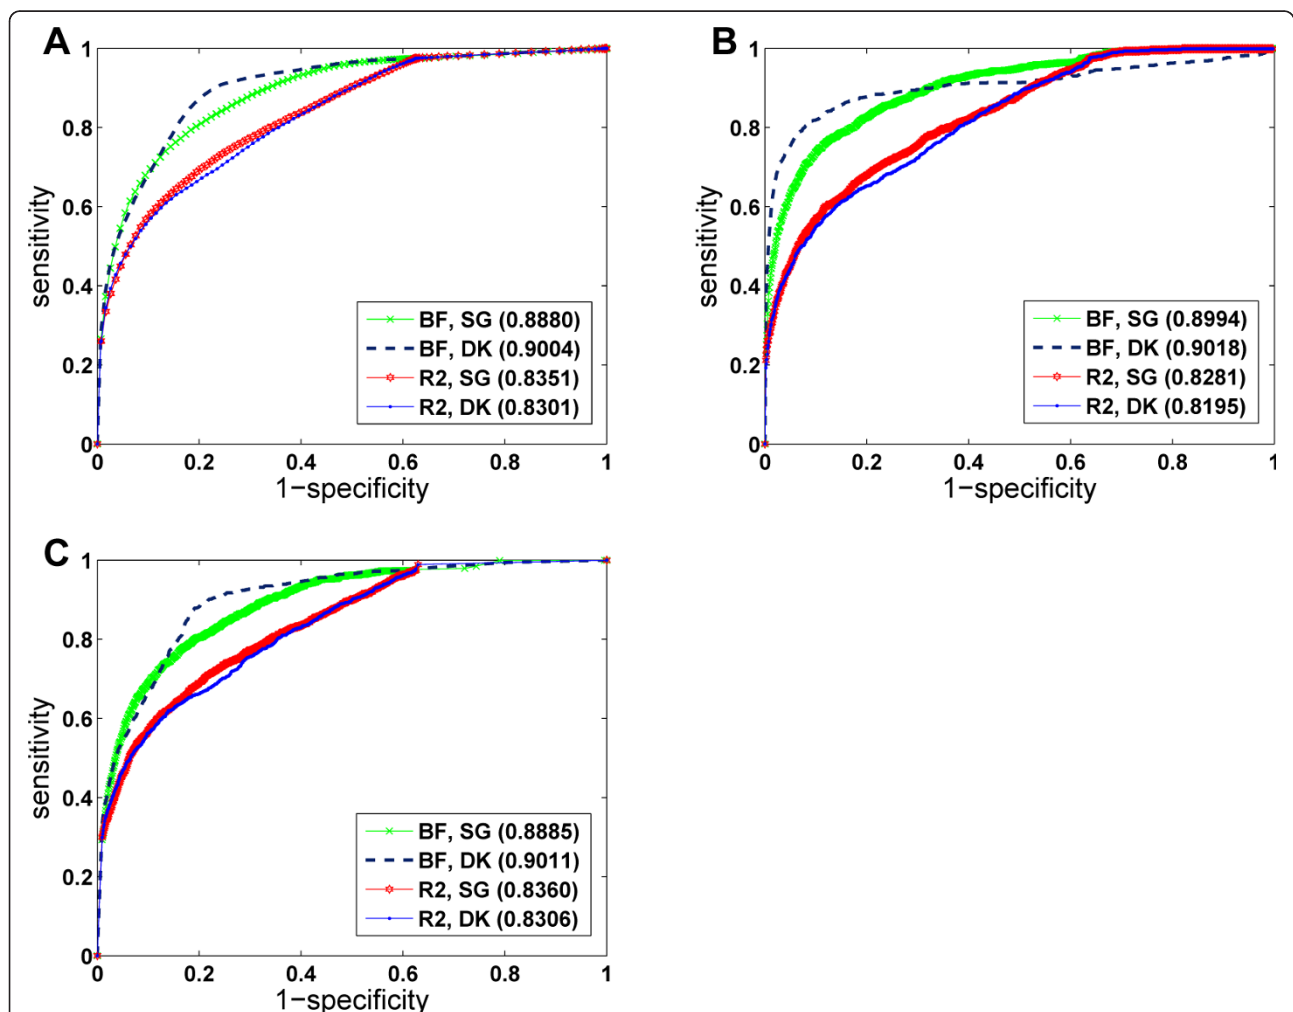 A
1
0.8
0.6
0.4
0.2
0
sensitivity
BF, SG (0.8880)
BF, DK (0.9004)
R2, SG (0.8351)
R2, DK (0.8301)
0 0.2 0.4 0.6 0.8 1
1−specificity
B
1
0.8
0.6
0.4
0.2
0
sensitivity
BF, SG (0.8994)
BF, DK (0.9018)
R2, SG (0.8281)
R2, DK (0.8195)
0 0.2 0.4 0.6 0.8 1
1−specificity
C
1
0.8
0.6
0.4
0.2
0
sensitivity
BF, SG (0.8885)
BF, DK (0.9011)
R2, SG (0.8360)
R2, DK (0.8306)
0 0.2 0.4 0.6 0.8 1
1−specificity